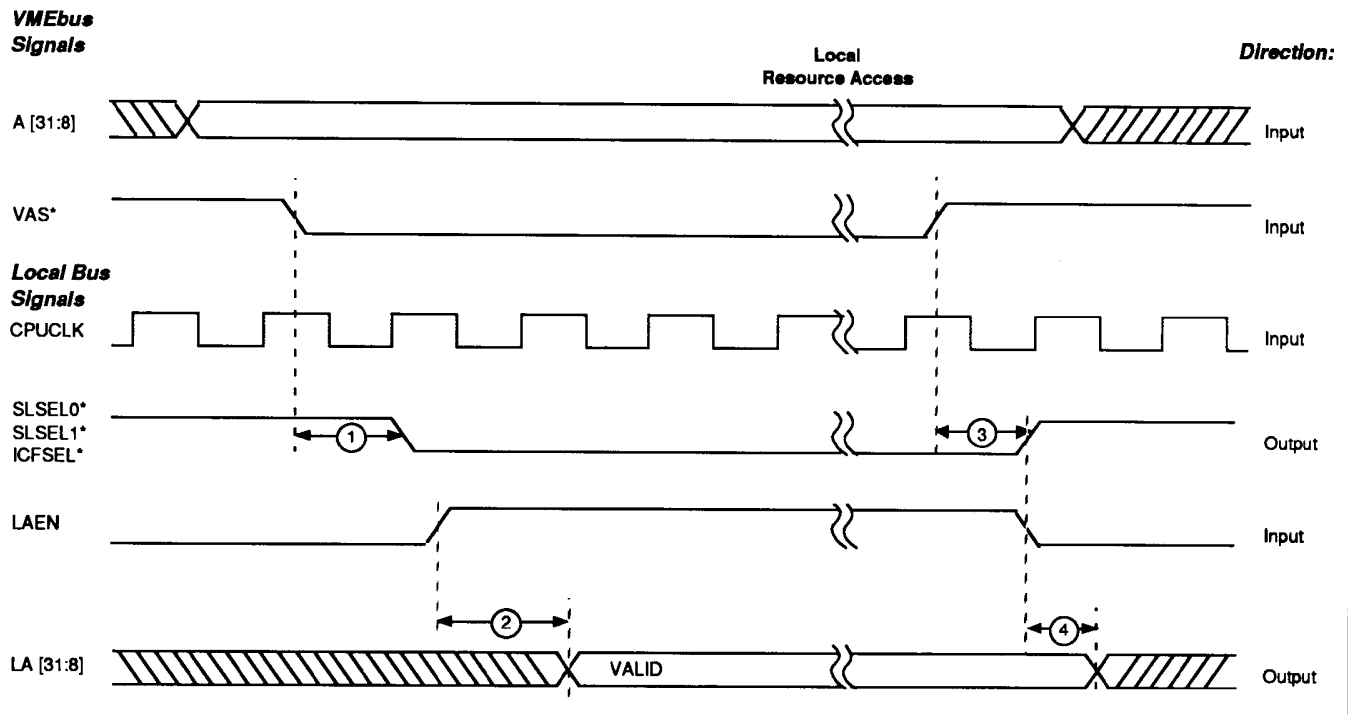 VMEbus
Signals
Local
Resource Access
Direction:
A [31:8]
Input
VAS*
Input
Local Bus
Signals
CPUCLK
Input
SLSEL0*
SLSEL1*
ICFSEL*
1
3
Output
LAEN
Input
2
4
LA [31:8]
VALID
Output